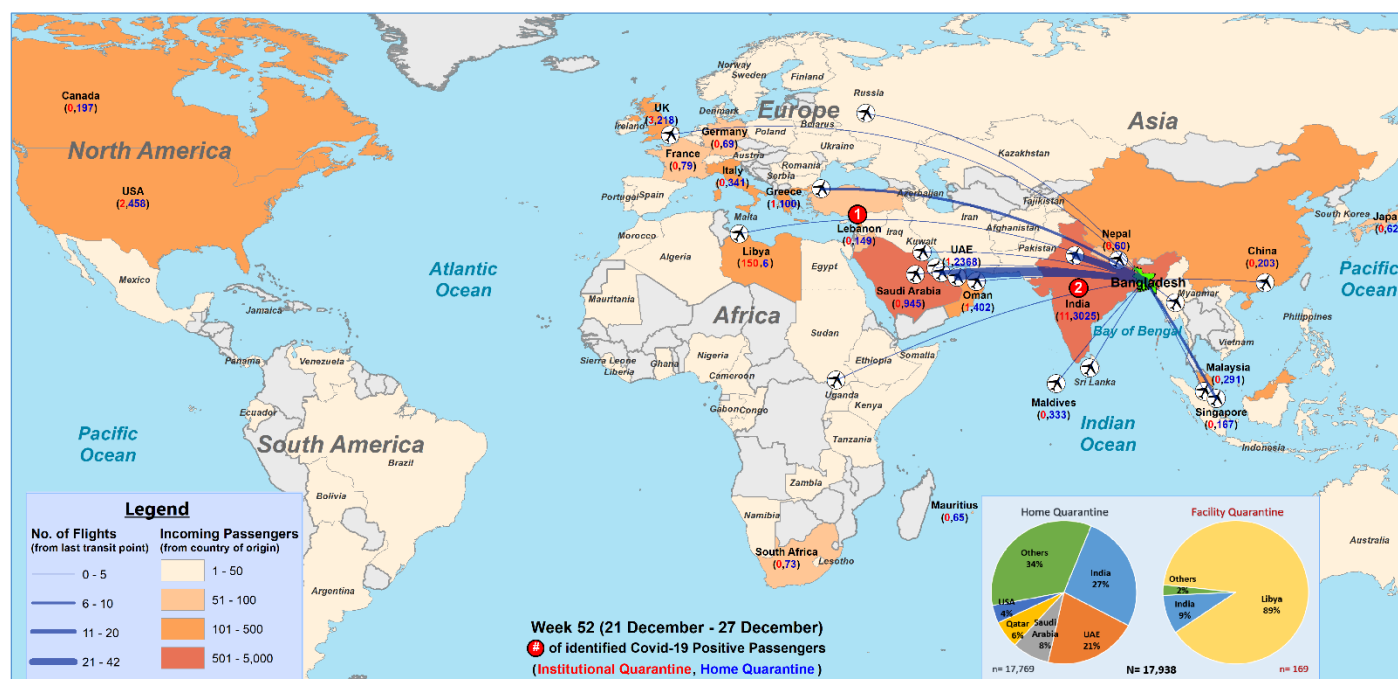 Canada
(0,197)
North America
USA
(2,458)
Mexico
Jamaica
Panama
Venezuela
Ecuador
South America
Brazil
Bolivia
Argentina
Pacific
Ocean
Atlantic
Ocean
Norway
Sweden
Finland
Russia
UK
(3,218)
Ireland
Denmark
Europe
Asia
Germany
(0,69)
Poland
Belarus
Ukraine
Kazakhstan
France
(0,79)
Austria
Romania
Serbia
Italy
(0,341)
Portugal
Spain
Greece
(1,100)
Azerbaijan
Tajikistan
Malta
1
Lebanon
(0,149)
Iraq
Iran
Afghanistan
Pakistan
Kuwait
Morocco
Algeria
Libya
(150,6)
Egypt
UAE
(1,2368)
Saudi Arabia
(0,945)
Oman
(1,402)
Nepal
(0,60)
China
(0,203)
South Korea
Japa
(0,62
Pacific
Ocean
Bangladesh
2
India
(11,3025)
Myanmar
Bay of Bengal
Philippines
Vietnam
Mauritania
Africa
Sudan
Sierra Leone
Liberia
Ghana
Nigeria
Cameroon
Ethiopia
Somalia
Uganda
Kenya
Gabon
Congo
Tanzania
Zambia
Namibia
South Africa
(0,73)
Lesotho
Mauritius
(0,65)
Sri Lanka
Maldives
(0,333)
Indian
Ocean
Malaysia
(0,291)
Singapore
(0,167)
Indonesia
Australia
Legend
No. of Flights
(from last transit point)
0 - 5
6 - 10
11 - 20
21 - 42
Incoming Passengers
(from country of origin)
1 - 50
51 - 100
101 - 500
501 - 5,000
Week 52 (21 December - 27 December)
# of identified Covid-19 Positive Passengers
(Institutional Quarantine, Home Quarantine )
Home Quarantine
Others
34%
India
27%
UAE
21%
Saudi
Arabia
8%
Qatar
6%
USA
4%
n= 17,769
N= 17,938
Facility Quarantine
Others
2%
India
9%
Libya
89%
n= 169